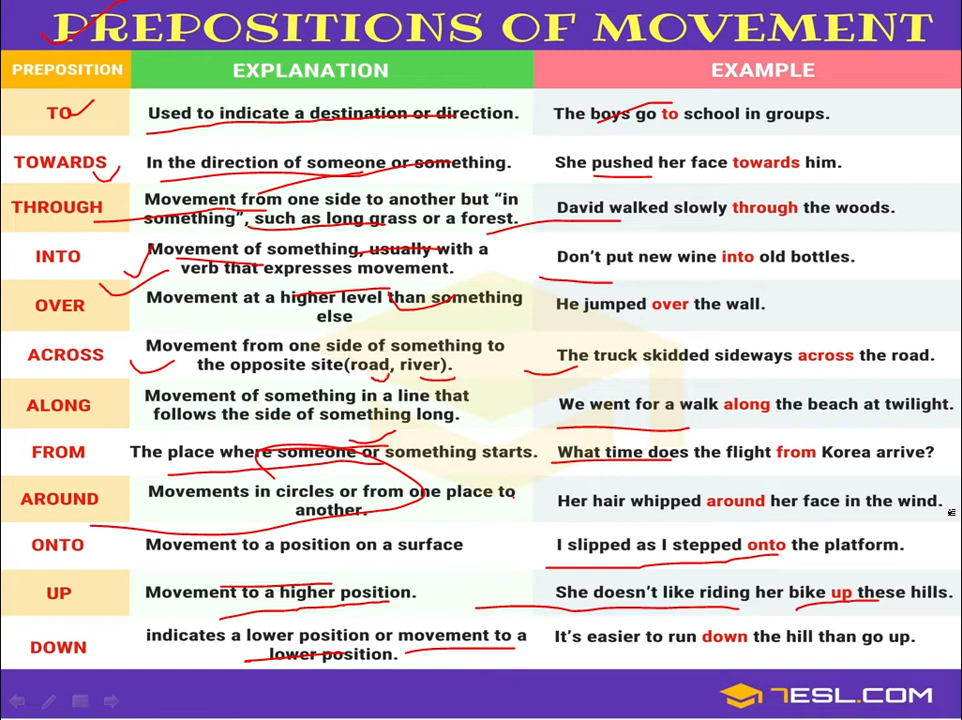 PREPOSITIONS OF MOVEMENT
PREPOSITION EXPLANATION EXAMPLE
TO Used to indicate a destination or direction. The boys go to school in groups.
TOWARDS In the direction of someone or something. She pushed her face towards him.
THROUGH Movement from one side to another but “in
something”, such as long grass or a forest. David walked slowly through the woods.
INTO Movement of something, usually with a
verb that expresses movement. Don’t put new wine into old bottles.
OVER Movement at a higher level than something
else He jumped over the wall.
ACROSS Movement from one side of something to
the opposite site(road, river). The truck skidded sideways across the road.
ALONG Movement of something in a line that
follows the side of something long. We went for a walk along the beach at twilight.
FROM The place where someone or something starts. What time does the flight from Korea arrive?
AROUND Movements in circles or from one place to
another. Her hair whipped around her face in the wind.
ONTO Movement to a position on a surface I slipped as I stepped onto the platform.
UP Movement to a higher position. She doesn’t like riding her bike up these hills.
DOWN indicates a lower position or movement to a
lower position. It’s easier to run down the hill than go up.
7ESL.COM